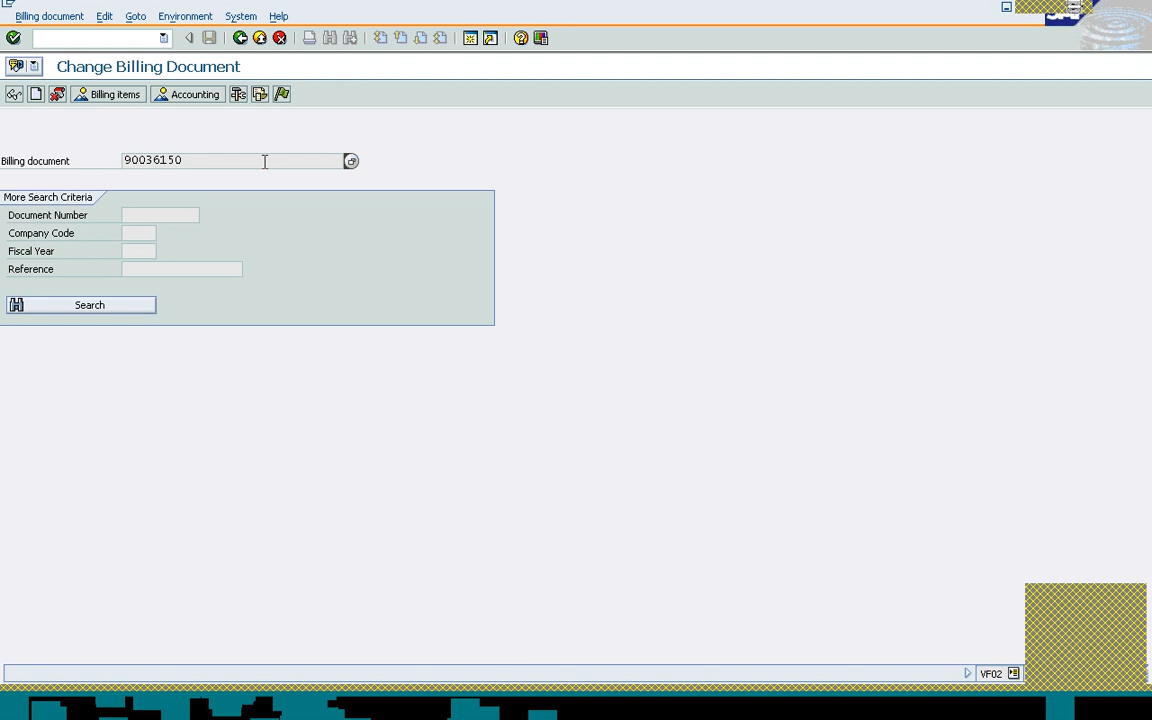 Billing document Edit Goto Environment System Help
Change Billing Document
Billing items Accounting
Billing document 90036150
More Search Criteria
Document Number
Company Code
Fiscal Year
Reference
Search
VF02